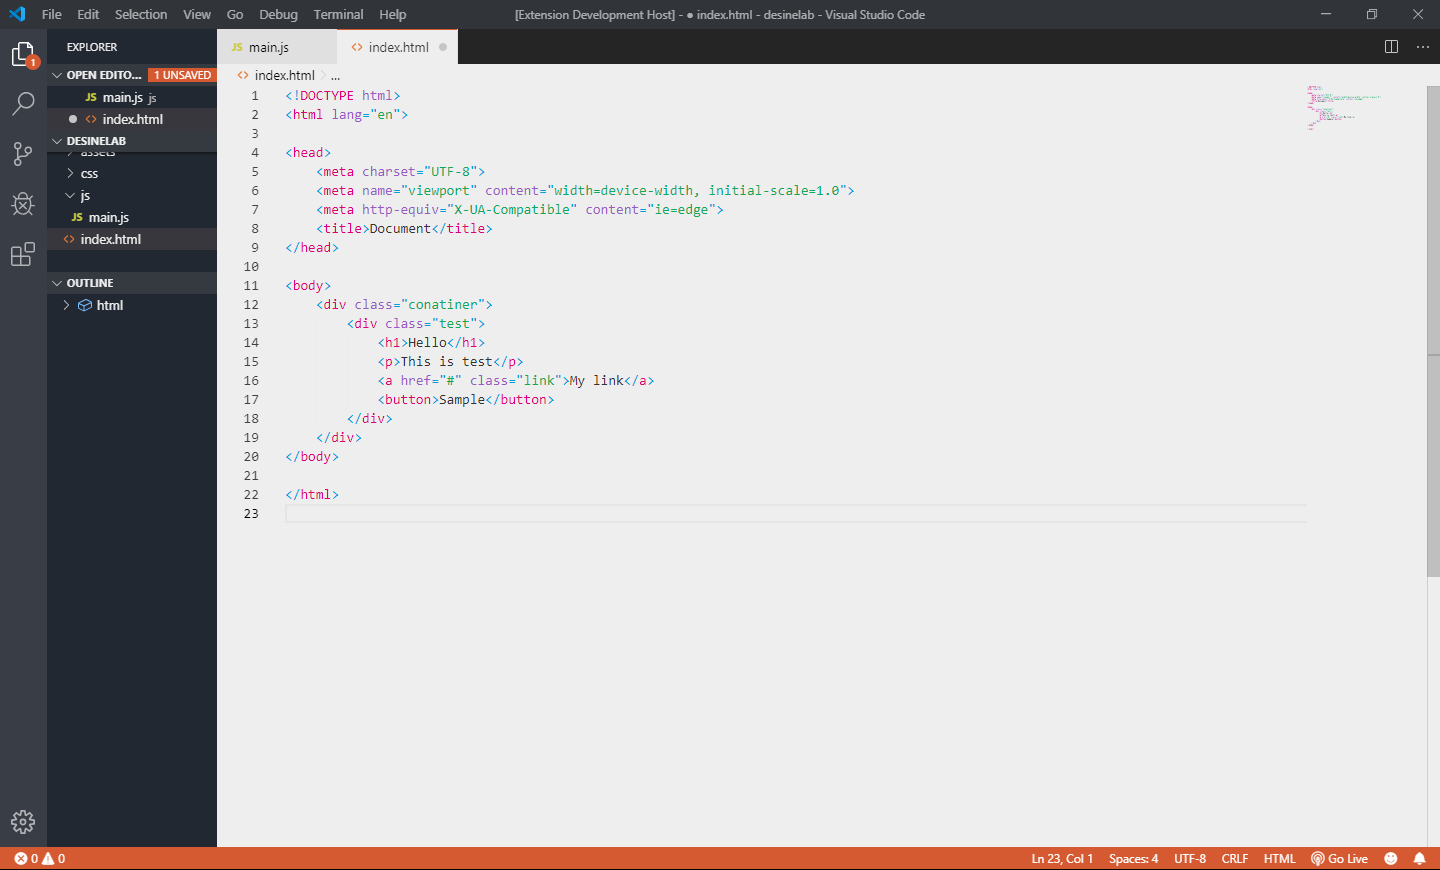 File Edit Selection View Go Debug Terminal Help [Extension Development Host] - ● index.html - desinelab - Visual Studio Code
EXPLORER
OPEN EDITO... 1 UNSAVED
JS main.js js
index.html
DESINELAB
assets
css
js
JS main.js
index.html
OUTLINE
html
1
JS main.js index.html
index.html > ...
1 <!DOCTYPE html>
2 <html lang="en">
3
4 <head>
5 <meta charset="UTF-8">
6 <meta name="viewport" content="width=device-width, initial-scale=1.0">
7 <meta http-equiv="X-UA-Compatible" content="ie=edge">
8 <title>Document</title>
9 </head>
10
11 <body>
12 <div class="conatiner">
13 <div class="test">
14 <h1>Hello</h1>
15 <p>This is test</p>
16 <a href="#" class="link">My link</a>
17 <button>Sample</button>
18 </div>
19 </div>
20 </body>
21
22 </html>
23
0 0 Ln 23, Col 1 Spaces: 4 UTF-8 CRLF HTML Go Live